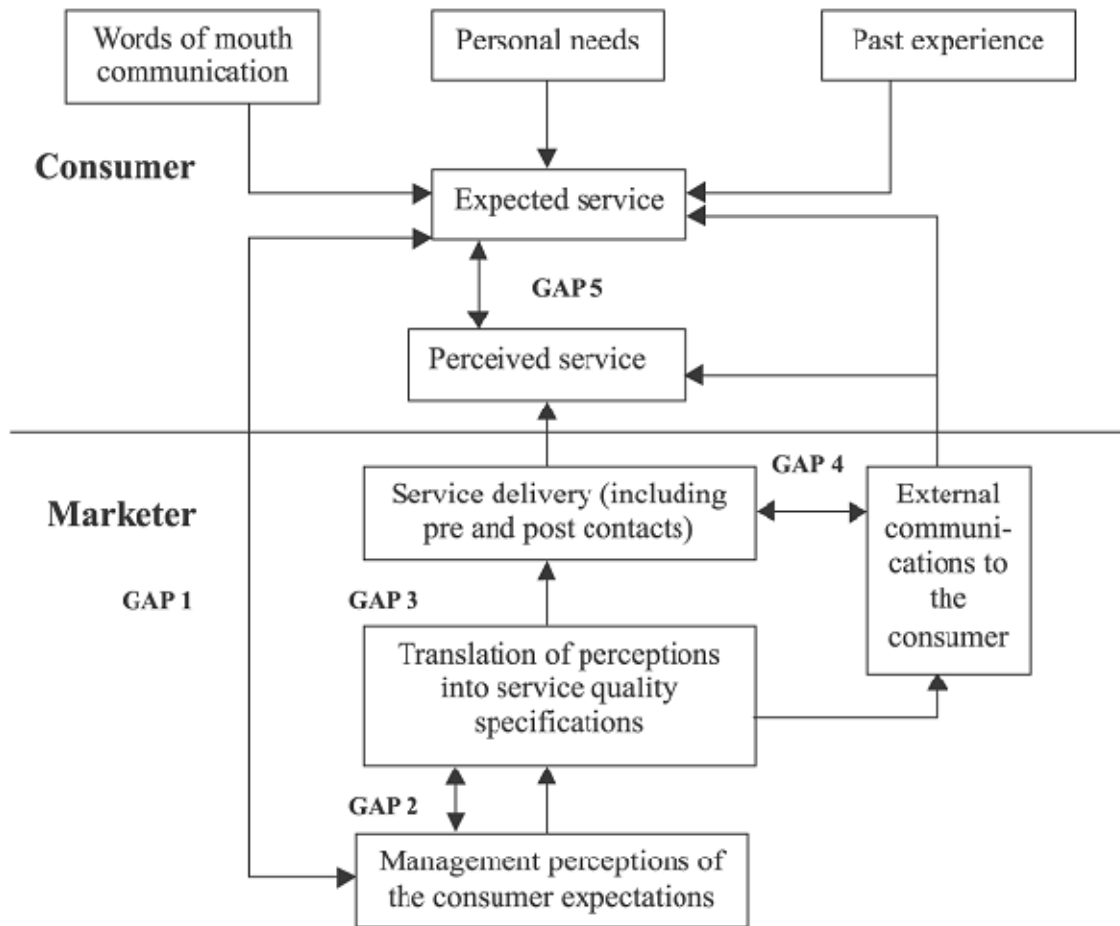 Words of mouth
communication
Personal needs
Past experience
Consumer
Expected service
GAP 5
Perceived service
GAP 4
Marketer
Service delivery (including
pre and post contacts)
External
communi-
cations to
the
consumer
GAP 1
GAP 3
Translation of perceptions
into service quality
specifications
GAP 2
Management perceptions of
the consumer expectations